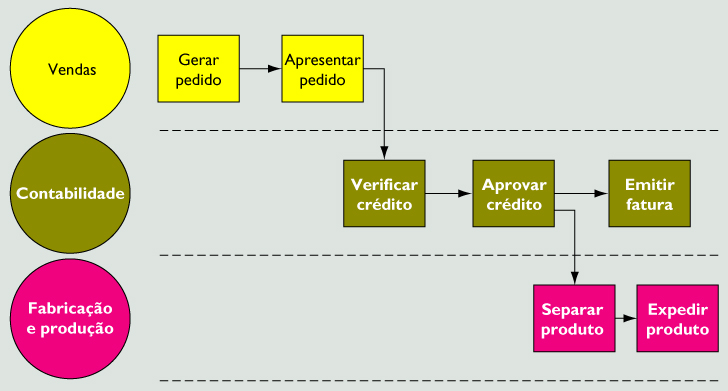 Vendas
Gerar
pedido
Apresentar
pedido
Contabilidade
Verificar
crédito
Aprovar
crédito
Emitir
fatura
Fabricação
e produção
Separar
produto
Expedir
produto